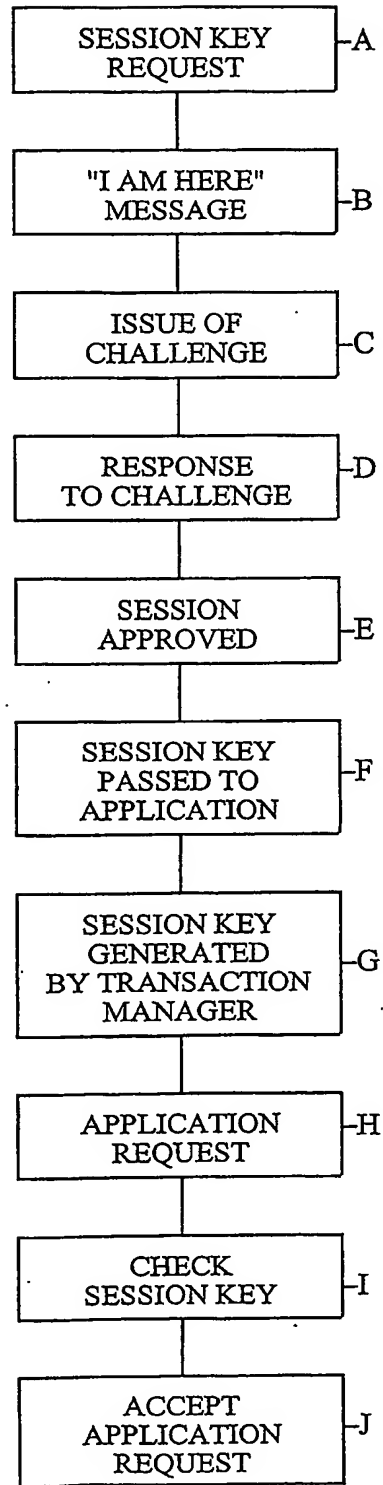 SESSION KEY
REQUEST
A
"I AM HERE"
MESSAGE
B
ISSUE OF
CHALLENGE
C
RESPONSE
TO CHALLENGE
D
SESSION
APPROVED
E
SESSION KEY
PASSED TO
APPLICATION
F
SESSION KEY
GENERATED
BY TRANSACTION
MANAGER
G
APPLICATION
REQUEST
H
CHECK
SESSION KEY
I
ACCEPT
APPLICATION
REQUEST
J